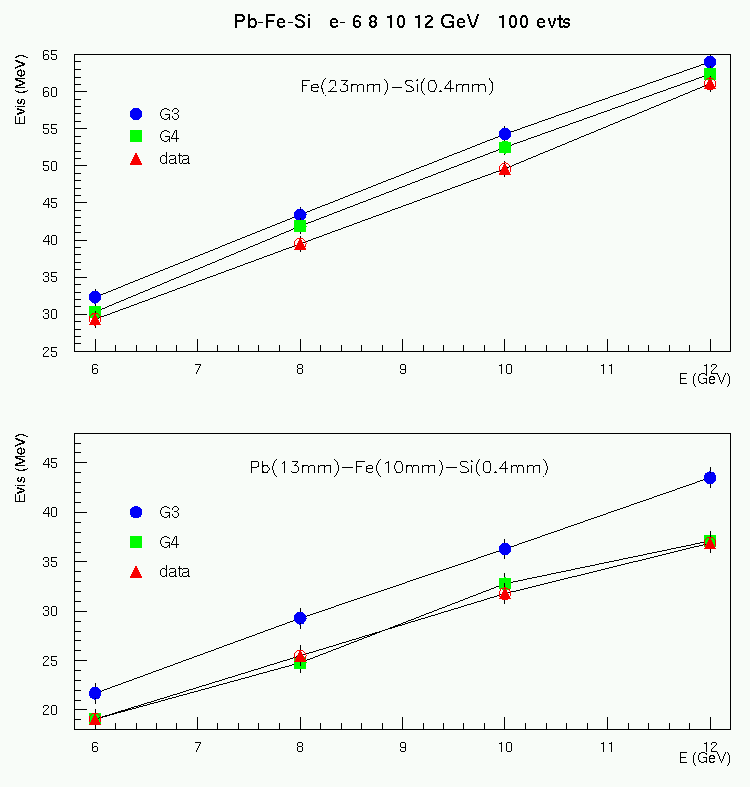 Pb-Fe-Si e- 6 8 10 12 GeV 100 evts
Evis (MeV)
Fe(23mm)−Si(0.4mm)
G3
G4
data
65
60
55
50
45
40
35
30
25
6 7 8 9 10 11 12
E (GeV)
Evis (MeV)
Pb(13mm)−Fe(10mm)−Si(0.4mm)
G3
G4
data
45
40
35
30
25
20
6 7 8 9 10 11 12
E (GeV)